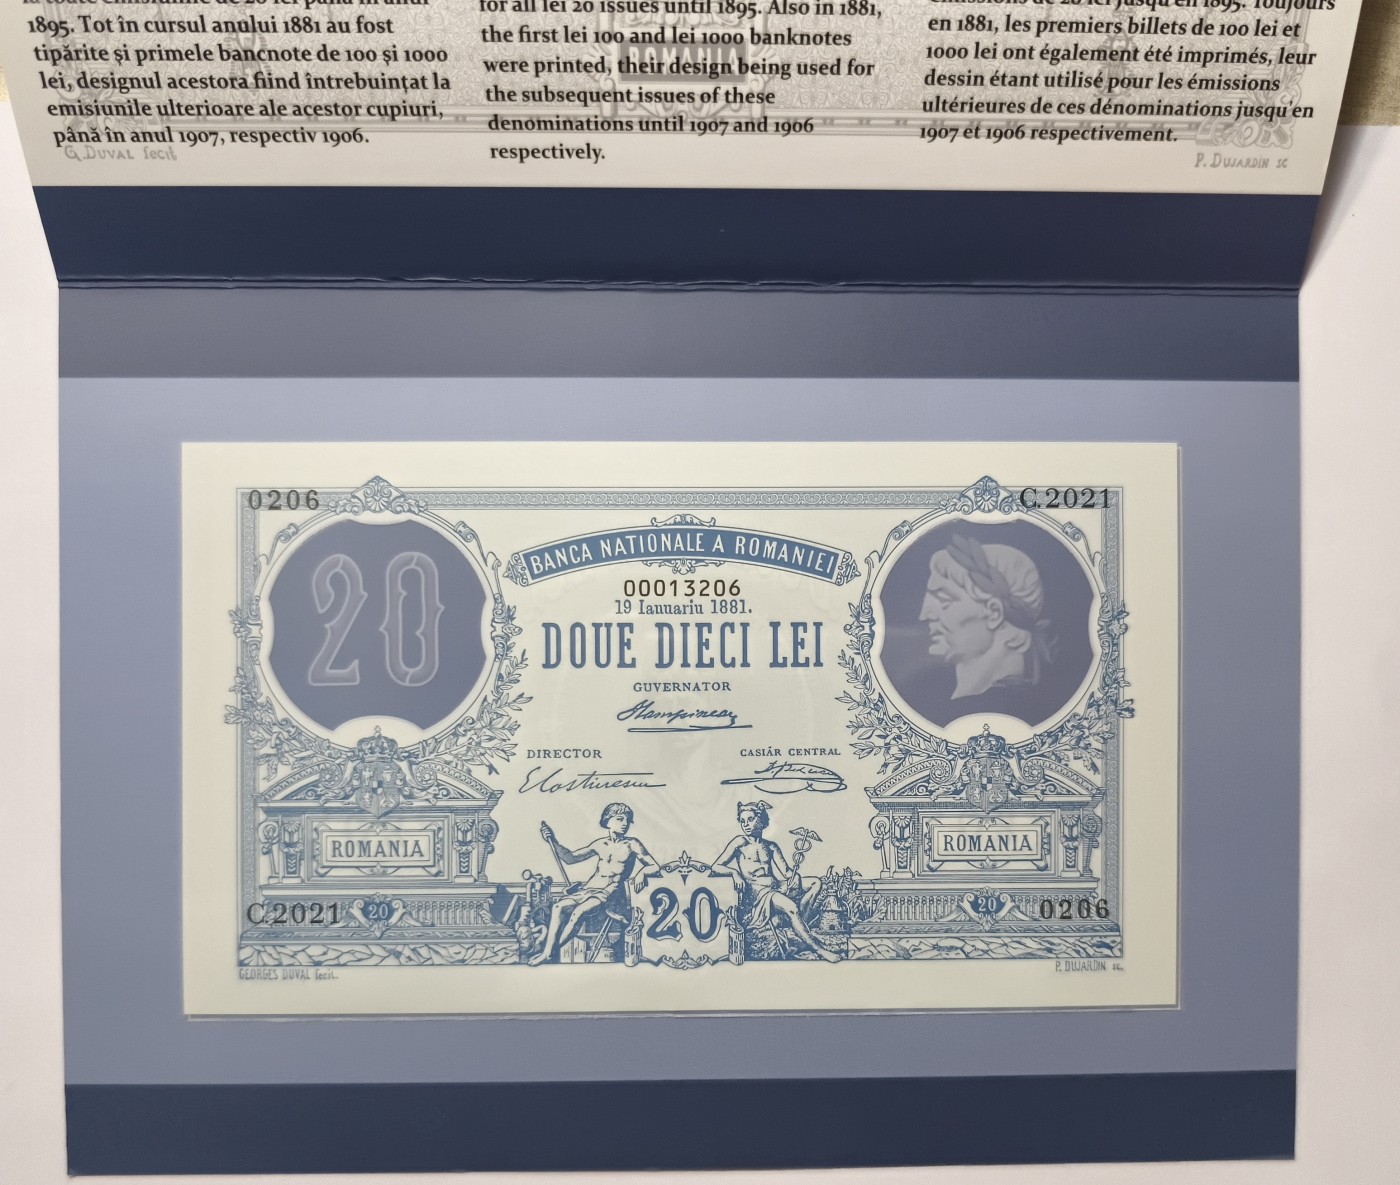 1895. Tot în cursul anului 1881 au fost
tipărite și primele bancnote de 100 și 1000
lei, designul acestora fiind întrebuințat la
emisiunile ulterioare ale acestor cupiuri,
până în anul 1907, respectiv 1906.
for all lei 20 issues until 1895. Also in 1881,
the first lei 100 and lei 1000 banknotes
were printed, their design being used for
the subsequent issues of these
denominations until 1907 and 1906
respectively.
en 1881, les premiers billets de 100 lei et
1000 lei ont également été imprimés, leur
dessin étant utilisé pour les émissions
ultérieures de ces dénominations jusqu'en
1907 et 1906 respectivement.
ROMANIA
G. DUVAL fecit
P. DUJARDIN sc
0206
C.2021
20
BANCA NATIONALE A ROMANIEI
00013206
19 Ianuariu 1881.
DOUE DIECI LEI
GUVERNATOR
DIRECTOR
CASIÂR CENTRAL
ROMANIA
ROMANIA
C.2021
20
20
20
0206
GEORGES DUVAL fecit.
P. DUJARDIN sc.